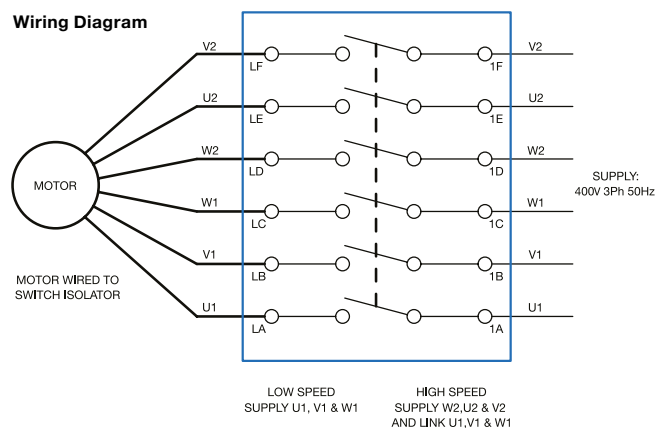 Wiring Diagram
V2
LF
1F
V2
U2
LE
1E
U2
W2
LD
1D
W2
MOTOR
SUPPLY:
400V 3Ph 50Hz
W1
LC
1C
W1
V1
LB
1B
V1
MOTOR WIRED TO
SWITCH ISOLATOR
U1
LA
1A
U1
LOW SPEED
SUPPLY U1, V1 & W1
HIGH SPEED
SUPPLY W2,U2 & V2
AND LINK U1,V1 & W1